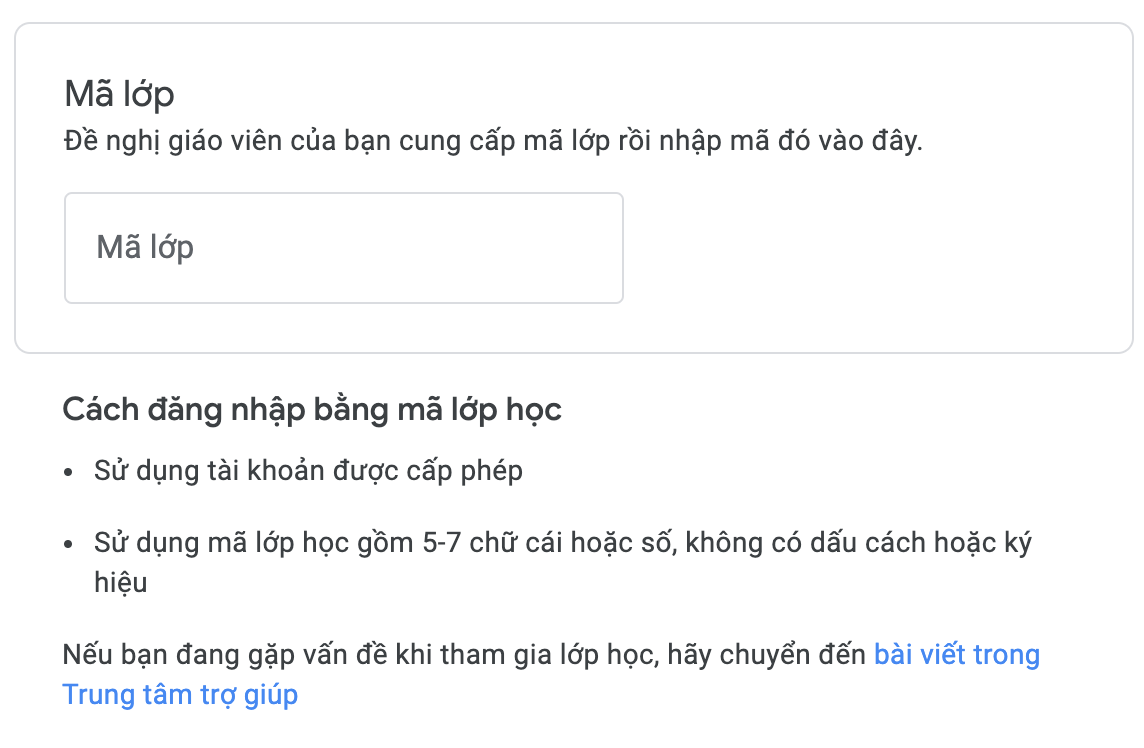 Mã lớp
Đề nghị giáo viên của bạn cung cấp mã lớp rồi nhập mã đó vào đây.
Mã lớp
Cách đăng nhập bằng mã lớp học
• Sử dụng tài khoản được cấp phép
• Sử dụng mã lớp học gồm 5-7 chữ cái hoặc số, không có dấu cách hoặc ký
hiệu
Nếu bạn đang gặp vấn đề khi tham gia lớp học, hãy chuyển đến bài viết trong
Trung tâm trợ giúp